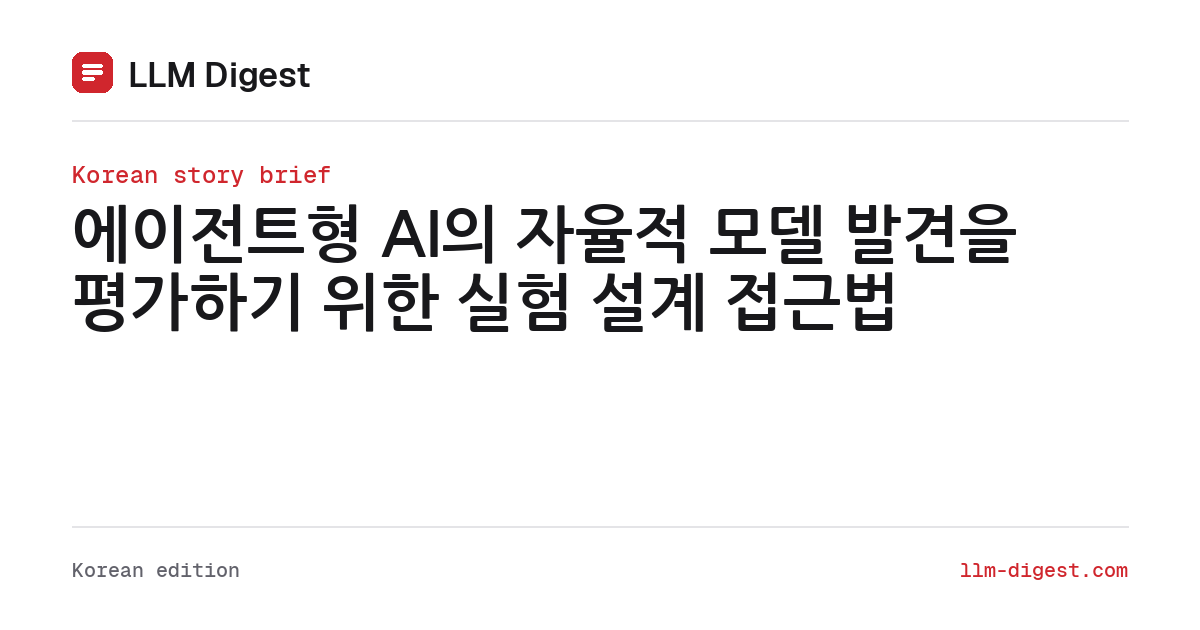 LLM Digest
Korean story brief
에이전트형 AI의 자율적 모델 발견을
평가하기 위한 실험 설계 접근법
Korean edition
llm-digest.com